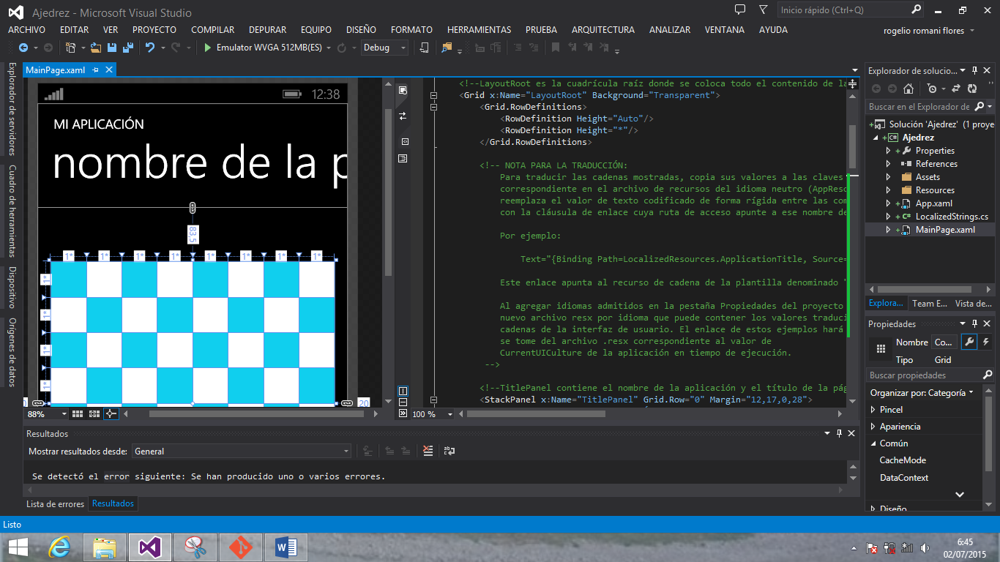 Ajedrez - Microsoft Visual Studio
Inicio rápido (Ctrl+Q)
ARCHIVO EDITAR VER PROYECTO COMPILAR DEPURAR EQUIPO DISEÑO FORMATO HERRAMIENTAS PRUEBA ARQUITECTURA ANALIZAR VENTANA AYUDA
rogelio romani flores
Emulator WVGA 512MB(ES)
Debug
Explorador de servidores
Cuadro de herramientas
Dispositivo
Orígenes de datos
MainPage.xaml
12:38
MI APLICACIÓN
nombre de la p
83,5
1* 1* 1* 1* 1* 1* 1* 1*
1*
1*
1*
1*
0
20
88%
<!--LayoutRoot es la cuadrícula raíz donde se coloca todo el contenido de la
<Grid x:Name="LayoutRoot" Background="Transparent">
<Grid.RowDefinitions>
<RowDefinition Height="Auto"/>
<RowDefinition Height="*"/>
</Grid.RowDefinitions>
<!-- NOTA PARA LA TRADUCCIÓN:
Para traducir las cadenas mostradas, copia sus valores a las claves
correspondiente en el archivo de recursos del idioma neutro (AppReso
reemplaza el valor de texto codificado de forma rígida entre las com
con la cláusula de enlace cuya ruta de acceso apunte a ese nombre de
Por ejemplo:
Text="{Binding Path=LocalizedResources.ApplicationTitle, Source=
Este enlace apunta al recurso de cadena de la plantilla denominado "
Al agregar idiomas admitidos en la pestaña Propiedades del proyecto
nuevo archivo resx por idioma que puede contener los valores traduci
cadenas de la interfaz de usuario. El enlace de estos ejemplos hará
se tome del archivo .resx correspondiente al valor de
CurrentUICulture de la aplicación en tiempo de ejecución.
-->
<!--TitlePanel contiene el nombre de la aplicación y el título de la pág
<StackPanel x:Name="TitlePanel" Grid.Row="0" Margin="12,17,0,28">
100 %
Explorador de solucio...
Buscar en el Explorador de
Solución 'Ajedrez' (1 proye
Ajedrez
Properties
References
Assets
Resources
App.xaml
LocalizedStrings.cs
MainPage.xaml
Explora... Team E... Vista de...
Propiedades
Nombre Co...
Tipo Grid
Buscar propiedades
Organizar por: Categoría
Pincel
Apariencia
Común
CacheMode
DataContext
Diseño
Resultados
Mostrar resultados desde: General
Se detectó el error siguiente: Se han producido uno o varios errores.
Lista de errores Resultados
Listo
6:45
02/07/2015